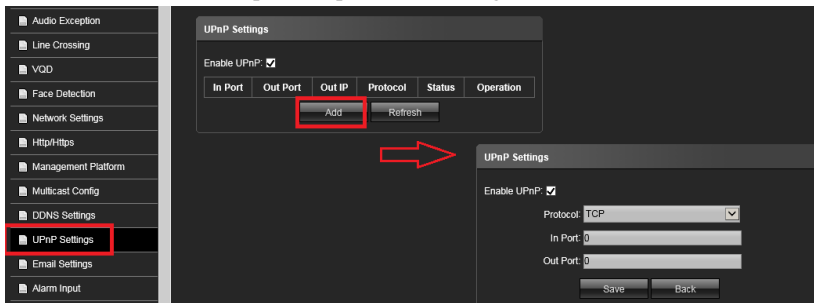 Audio Exception
Line Crossing
VQD
Face Detection
Network Settings
Http/Https
Management Platform
Multicast Config
DDNS Settings
UPnP Settings
Email Settings
Alarm Input
UPnP Settings
Enable UPnP:
In Port Out Port Out IP Protocol Status Operation
Add Refresh
UPnP Settings
Enable UPnP:
Protocol: TCP
In Port: 0
Out Port: 0
Save Back